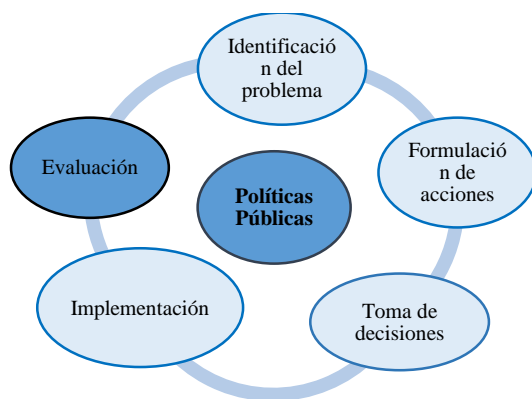 Identificació
n del
problema
Formulació
n de
acciones
Toma de
decisiones
Implementación
Evaluación
Políticas
Públicas